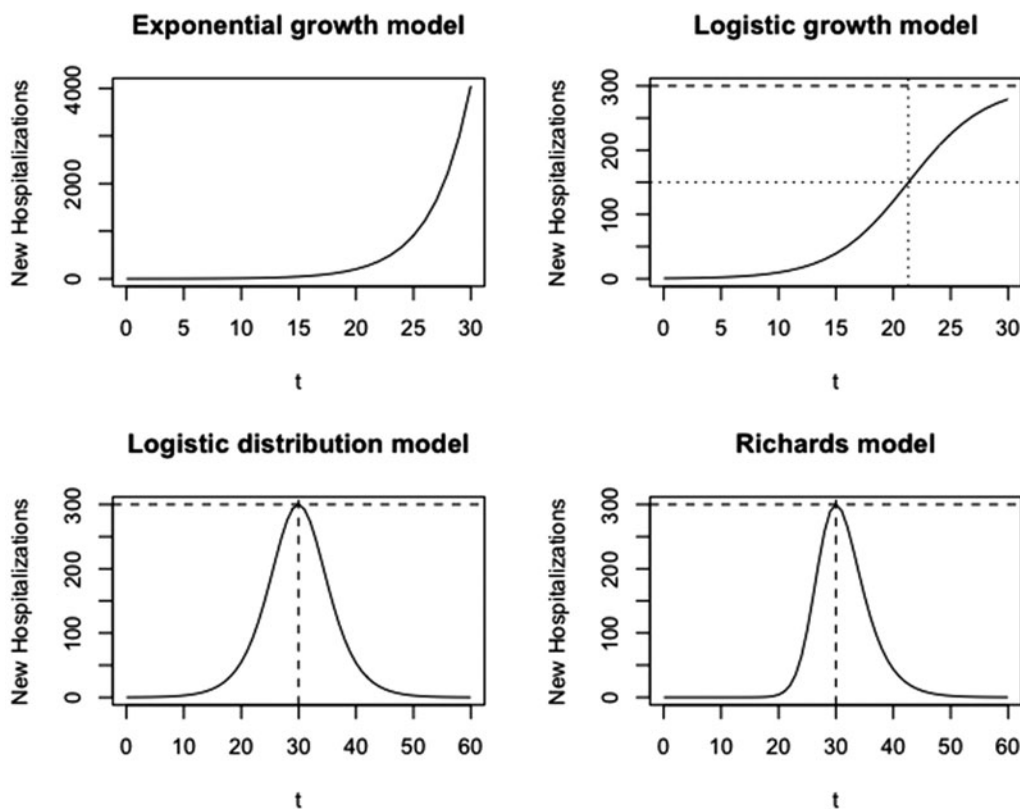 Exponential growth model
New Hospitalizations
4000
2000
0
0 5 10 15 20 25 30
t
Logistic growth model
New Hospitalizations
300
200
100
0
0 5 10 15 20 25 30
t
Logistic distribution model
New Hospitalizations
300
200
100
0
0 10 20 30 40 50 60
t
Richards model
New Hospitalizations
300
200
100
0
0 10 20 30 40 50 60
t